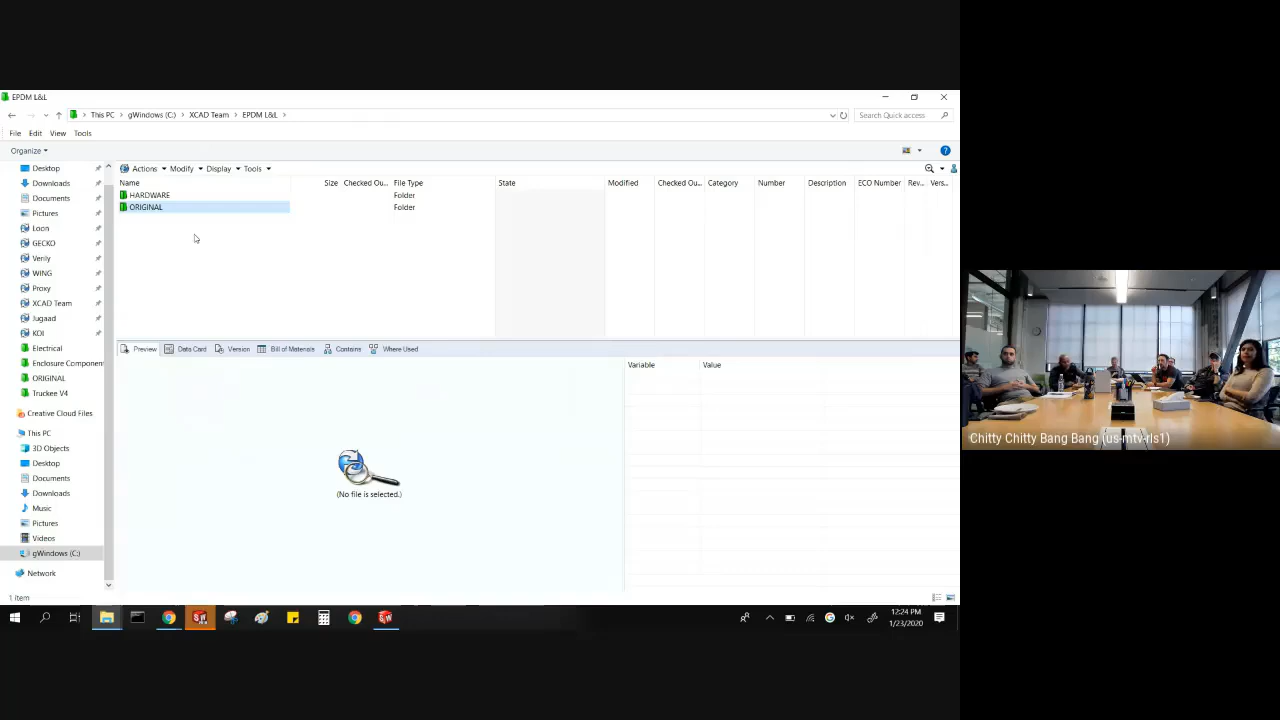 EPDM L&L
This PC > gWindows (C:) > XCAD Team > EPDM L&L >
Search Quick access
File Edit View Tools
Organize
Actions Modify Display Tools
Name Size Checked Ou... File Type State Modified Checked Ou... Category Number Description ECO Number Rev... Vers...
HARDWARE Folder
ORIGINAL Folder
Desktop
Downloads
Documents
Pictures
Loon
GECKO
Verily
WING
Proxy
XCAD Team
Jugaad
KOI
Electrical
Enclosure Componen
ORIGINAL
Truckee V4
Creative Cloud Files
This PC
3D Objects
Desktop
Documents
Downloads
Music
Pictures
Videos
gWindows (C:)
Network
Preview Data Card Version Bill of Materials Contains Where Used
Variable Value
(No file is selected.)
1 item
12:24 PM
1/23/2020
Chitty Chitty Bang Bang (us-mtv-rls1)